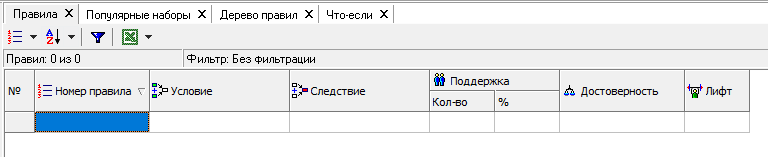 Правила X Популярные наборы X Дерево правил X Что-если X
Правил: 0 из 0 Фильтр: Без фильтрации
№ Номер правила Условие Следствие Поддержка Достоверность Лифт
Кол-во %